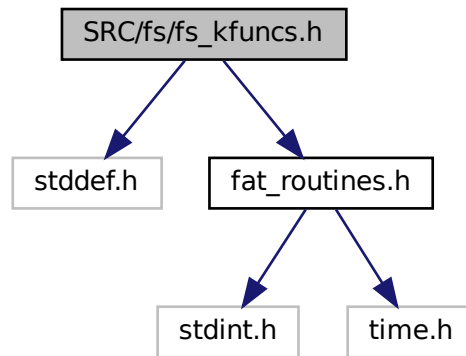 SRC/fs/fs_kfuncs.h
stddef.h
fat_routines.h
stdint.h
time.h